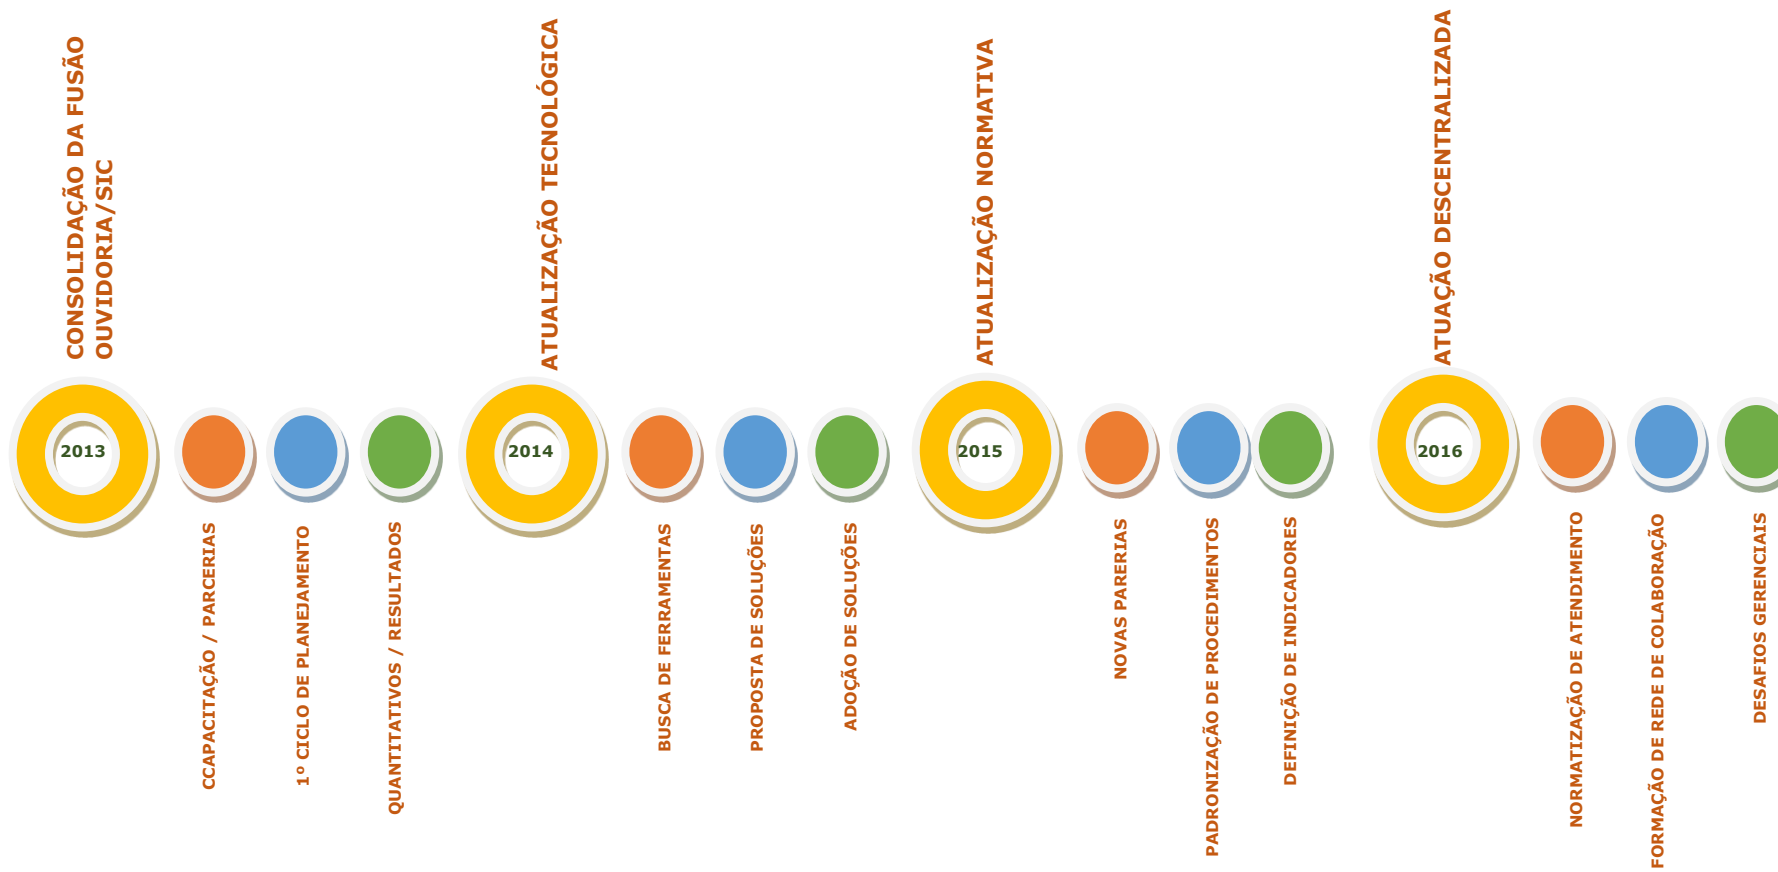 CONSOLIDAÇÃO DA FUSÃO
OUVIDORIA/SIC
2013
CCAPACITAÇÃO / PARCERIAS
1º CICLO DE PLANEJAMENTO
QUANTITATIVOS / RESULTADOS
ATUALIZAÇÃO TECNOLÓGICA
2014
BUSCA DE FERRAMENTAS
PROPOSTA DE SOLUÇÕES
ADOÇÃO DE SOLUÇÕES
ATUALIZAÇÃO NORMATIVA
2015
NOVAS PARERIAS
PADRONIZAÇÃO DE PROCEDIMENTOS
DEFINIÇÃO DE INDICADORES
ATUAÇÃO DESCENTRALIZADA
2016
NORMATIZAÇÃO DE ATENDIMENTO
FORMAÇÃO DE REDE DE COLABORAÇÃO
DESAFIOS GERENCIAIS